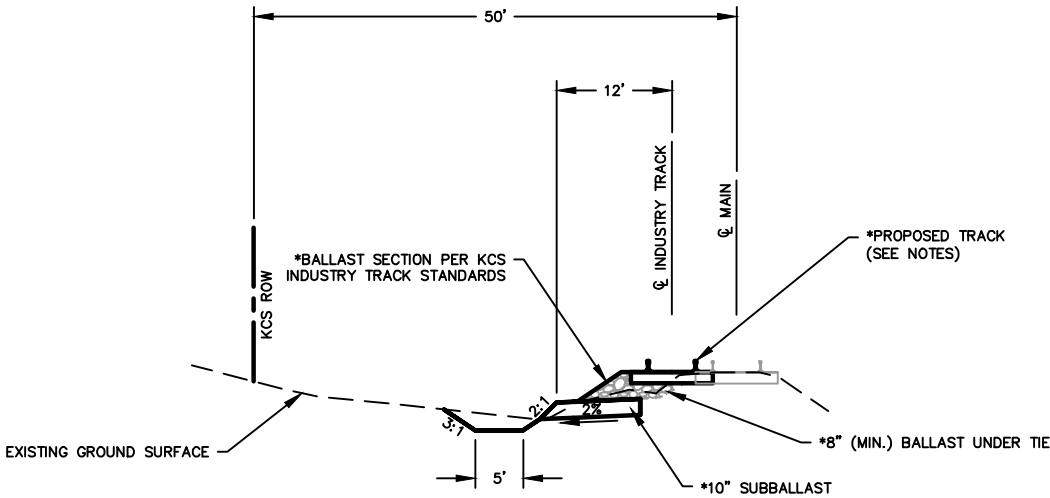 50'
12'
℄ INDUSTRY TRACK
℄ MAIN
*PROPOSED TRACK
(SEE NOTES)
*BALLAST SECTION PER KCS
INDUSTRY TRACK STANDARDS
KCS ROW
2:1
2%
3:1
EXISTING GROUND SURFACE
*8" (MIN.) BALLAST UNDER TIE
5'
*10" SUBBALLAST